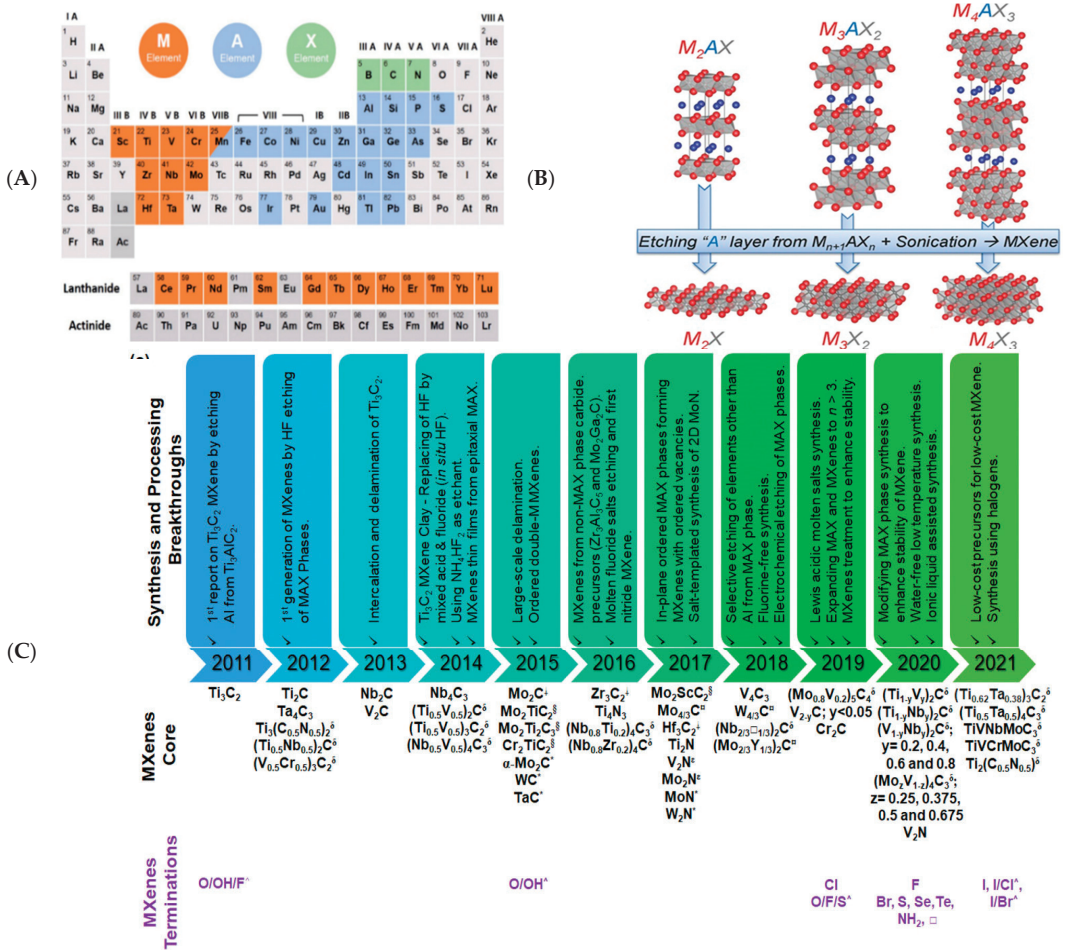 (A)
I A
VIII A
1 H
II A
M Element
A Element
X Element
III A IV A V A VI A VII A
2 He
3 Li 4 Be 5 B 6 C 7 N 8 O 9 F 10 Ne
11 Na 12 Mg III B IV B V B VI B VIIB VIII IB IIB 13 Al 14 Si 15 P 16 S 17 Cl 18 Ar
19 K 20 Ca 21 Sc 22 Ti 23 V 24 Cr 25 Mn 26 Fe 27 Co 28 Ni 29 Cu 30 Zn 31 Ga 32 Ge 33 As 34 Se 35 Br 36 Kr
37 Rb 38 Sr 39 Y 40 Zr 41 Nb 42 Mo 43 Tc 44 Ru 45 Rh 46 Pd 47 Ag 48 Cd 49 In 50 Sn 51 Sb 52 Te 53 I 54 Xe
55 Cs 56 Ba 57 La 72 Hf 73 Ta 74 W 75 Re 76 Os 77 Ir 78 Pt 79 Au 80 Hg 81 Tl 82 Pb 83 Bi 84 Po 85 At 86 Rn
87 Fr 88 Ra Ac
Lanthanide 57 La 58 Ce 59 Pr 60 Nd 61 Pm 62 Sm 63 Eu 64 Gd 65 Tb 66 Dy 67 Ho 68 Er 69 Tm 70 Yb 71 Lu
Actinide 89 Ac 90 Th 91 Pa 92 U 93 Np 94 Pu 95 Am 96 Cm 97 Bk 98 Cf 99 Es 100 Fm 101 Md 102 No 103 Lr
(B)
M₂AX
M₃AX₂
M₄AX₃
Etching "A" layer from Mₙ₊₁AXₙ + Sonication → MXene
M₂X
M₃X₂
M₄X₃
(C)
Synthesis and Processing
Breakthroughs
✓ 1st report on Ti₃C₂ MXene by etching
Al from Ti₃AlC₂.
✓ 1st generation of MXenes by HF etching
of MAX Phases.
✓ Intercalation and delamination of Ti₃C₂.
✓ Ti₃C₂ MXene Clay - Replacing of HF by
mixed acid & fluoride (in situ HF).
✓ Using NH₄HF₂ as etchant.
✓ MXenes thin films from epitaxial MAX.
✓ Large-scale delamination.
✓ Ordered double-M MXenes.
✓ MXenes from non-MAX phase carbide.
precursors (Zr₃Al₃C₅ and Mo₂Ga₂C).
✓ Molten fluoride salts etching and first
nitride MXene.
✓ In-plane ordered MAX phases forming
MXenes with ordered vacancies.
✓ Salt-templated synthesis of 2D MoN.
✓ Selective etching of elements other than
Al from MAX phase.
✓ Fluorine-free synthesis.
✓ Electrochemical etching of MAX phases.
✓ Lewis acidic molten salts synthesis.
✓ Expanding MAX and MXenes to n > 3.
✓ MXenes treatment to enhance stability.
✓ Modifying MAX phase synthesis to
enhance stability of MXene.
✓ Water-free low temperature synthesis.
✓ Ionic liquid assisted synthesis.
✓ Low-cost precursors for low-cost MXene.
✓ Synthesis using halogens.
2011 2012 2013 2014 2015 2016 2017 2018 2019 2020 2021
MXenes
Core
Ti₃C₂
Ti₂C
Ta₄C₃
Ti₃(C₀.₅N₀.₅)₂^δ
(Ti₀.₅Nb₀.₅)₂C^δ
(V₀.₅Cr₀.₅)₃C₂^δ
Nb₂C
V₂C
Nb₄C₃
(Ti₀.₅V₀.₅)₂C^δ
(Ti₀.₅V₀.₅)₃C₂^δ
(Nb₀.₅V₀.₅)₄C₃^δ
Mo₂C^⸸
Mo₂TiC₂^§
Mo₂Ti₂C₃^§
Cr₂TiC₂^§
α-Mo₂C^*
WC^*
TaC^*
Zr₃C₂^⸸
Ti₄N₃
(Nb₀.₈Ti₀.₂)₄C₃^δ
(Nb₀.₈Zr₀.₂)₄C^δ
Mo₂ScC₂^§
Mo₄/₃C^¤
Hf₃C₂^⸸
Ti₂N
V₂N^ε
Mo₂N^ε
MoN^*
W₂N^*
V₄C₃
W₄/₃C^¤
(Nb₂/₃□₁/₃)₂C^δ
(Mo₂/₃Y₁/₃)₂C^¤
(Mo₀.₈V₀.₂)₅C₄^δ
V₂₋yC; y<0.05
Cr₂C
(Ti₁₋yVy)₂C^δ
(Ti₁₋yNby)₂C^δ
(V₁₋yNby)₂C^δ;
y= 0.2, 0.4,
0.6 and 0.8
(Mo₂V₁₋z)₄C₃^δ;
z= 0.25, 0.375,
0.5 and 0.675
V₂N
(Ti₀.₆₂Ta₀.₃₈)₃C₂^δ
(Ti₀.₅Ta₀.₅)₄C₃^δ
TiVNbMoC₃^δ
TiVCrMoC₃^δ
Ti₂(C₀.₅N₀.₅)^δ
MXenes
Terminations
O/OH/F^
O/OH^
Cl
O/F/S^
F
Br, S, Se,Te,
NH₂, □
I, I/Cl^,
I/Br^